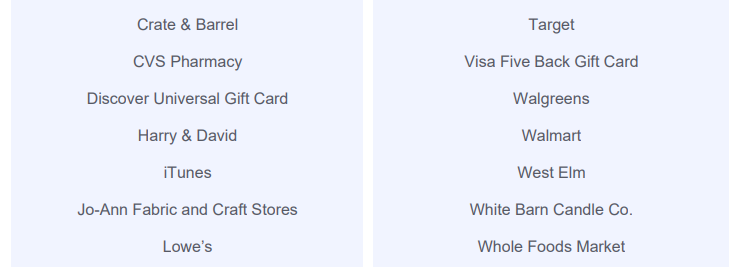 Crate & Barrel
CVS Pharmacy
Discover Universal Gift Card
Harry & David
iTunes
Jo-Ann Fabric and Craft Stores
Lowe’s
Target
Visa Five Back Gift Card
Walgreens
Walmart
West Elm
White Barn Candle Co.
Whole Foods Market